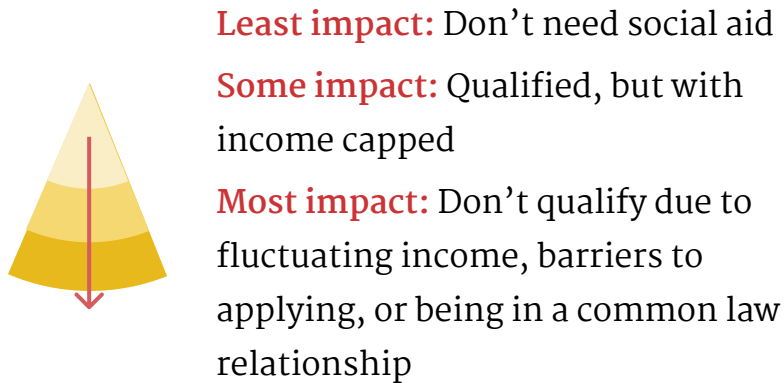 Least impact: Don’t need social aid
Some impact: Qualified, but with
income capped
Most impact: Don’t qualify due to
fluctuating income, barriers to
applying, or being in a common law
relationship